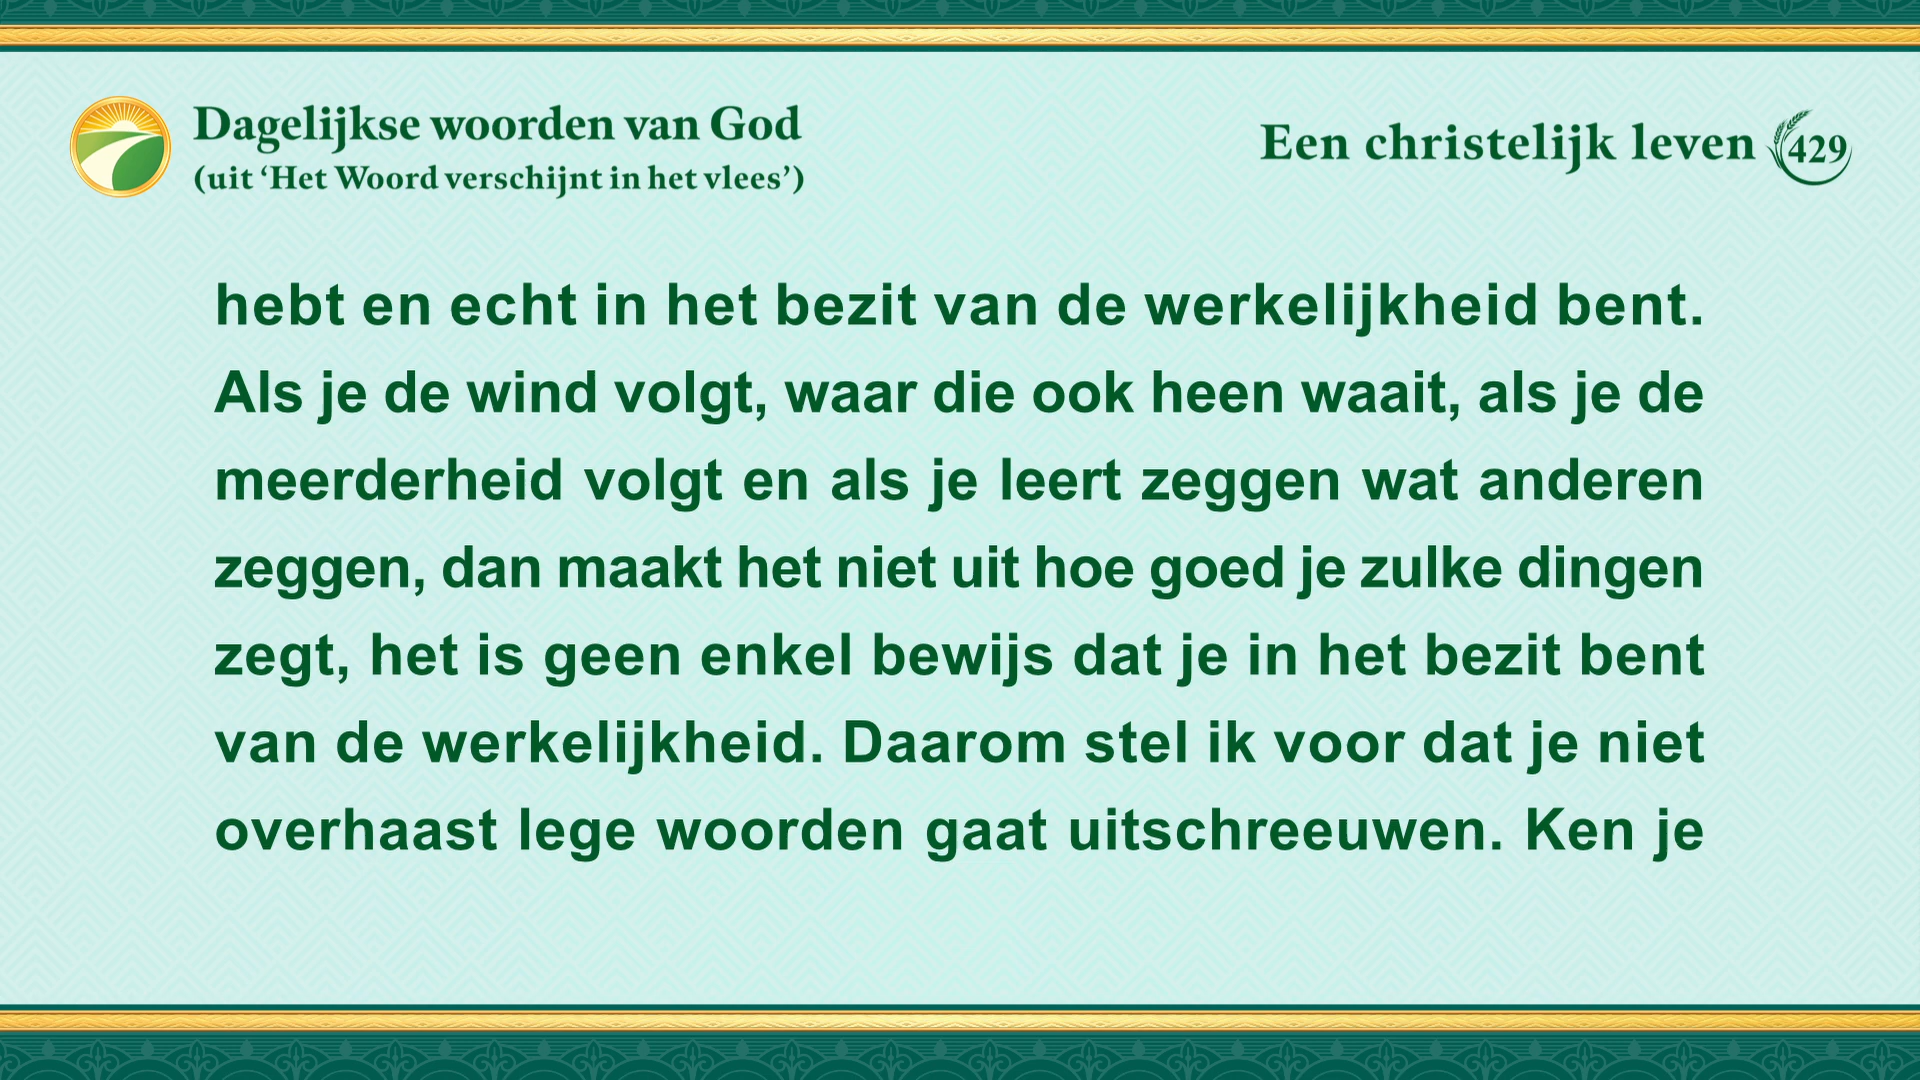 Dagelijkse woorden van God
(uit ‘Het Woord verschijnt in het vlees’)
Een christelijk leven 429
hebt en echt in het bezit van de werkelijkheid bent.
Als je de wind volgt, waar die ook heen waait, als je de
meerderheid volgt en als je leert zeggen wat anderen
zeggen, dan maakt het niet uit hoe goed je zulke dingen
zegt, het is geen enkel bewijs dat je in het bezit bent
van de werkelijkheid. Daarom stel ik voor dat je niet
overhaast lege woorden gaat uitschreeuwen. Ken je